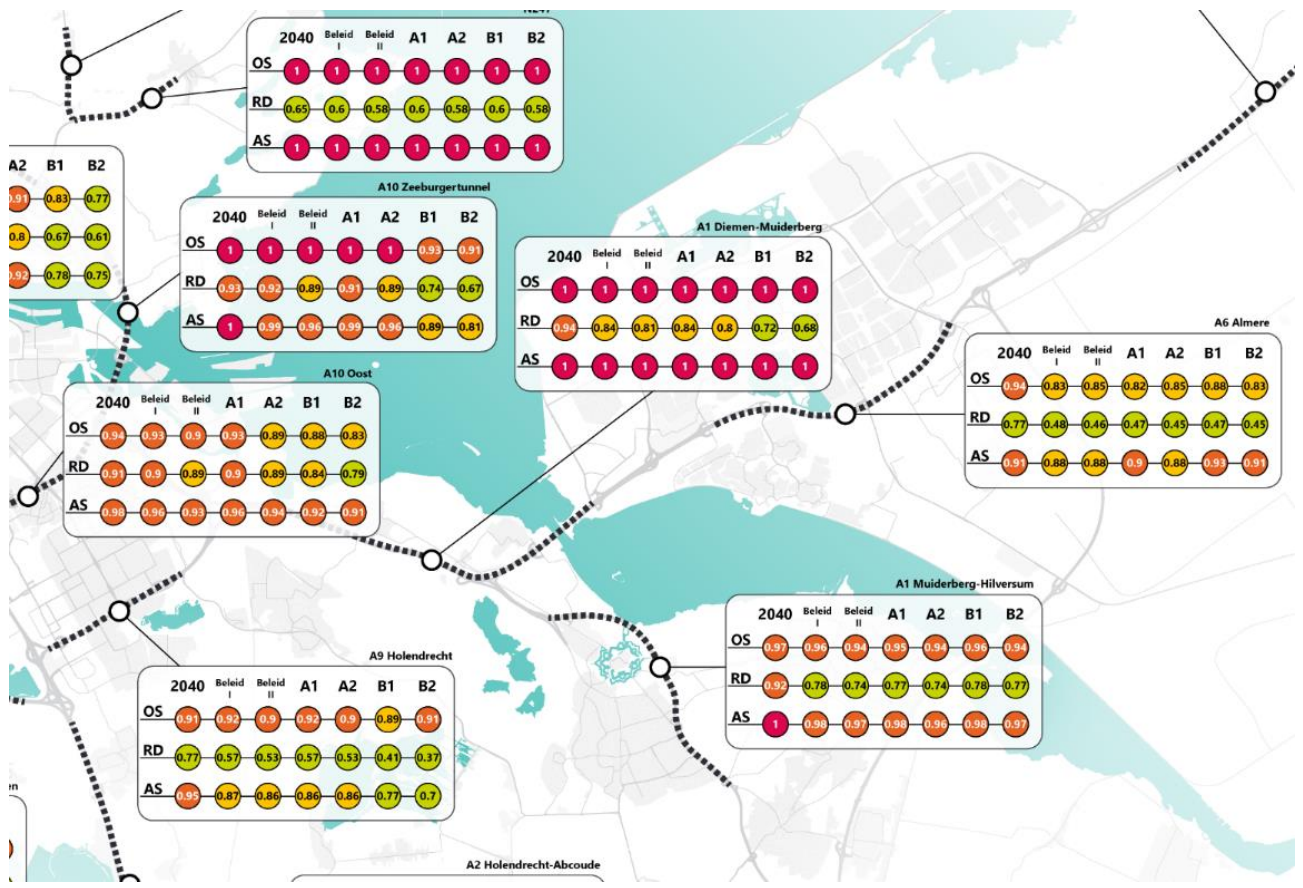 N247
2040 Beleid I Beleid II A1 A2 B1 B2
OS 1 1 1 1 1 1 1
RD 0.65 0.6 0.58 0.6 0.58 0.6 0.58
AS 1 1 1 1 1 1 1
A2 B1 B2
0.91 0.83 0.77
0.8 0.67 0.61
0.92 0.78 0.75
A10 Zeeburgertunnel
2040 Beleid I Beleid II A1 A2 B1 B2
OS 1 1 1 1 1 0.93 0.91
RD 0.93 0.92 0.89 0.91 0.89 0.74 0.67
AS 1 0.99 0.96 0.99 0.96 0.89 0.81
A1 Diemen-Muiderberg
2040 Beleid I Beleid II A1 A2 B1 B2
OS 1 1 1 1 1 1 1
RD 0.94 0.84 0.81 0.84 0.8 0.72 0.68
AS 1 1 1 1 1 1 1
A6 Almere
2040 Beleid I Beleid II A1 A2 B1 B2
OS 0.94 0.83 0.85 0.82 0.85 0.88 0.83
RD 0.77 0.48 0.46 0.47 0.45 0.47 0.45
AS 0.91 0.88 0.88 0.9 0.88 0.93 0.91
A10 Oost
2040 Beleid I Beleid II A1 A2 B1 B2
OS 0.94 0.93 0.9 0.93 0.89 0.88 0.83
RD 0.91 0.9 0.89 0.9 0.89 0.84 0.79
AS 0.98 0.96 0.93 0.96 0.94 0.92 0.91
A1 Muiderberg-Hilversum
2040 Beleid I Beleid II A1 A2 B1 B2
OS 0.97 0.96 0.94 0.95 0.94 0.96 0.94
RD 0.92 0.78 0.74 0.77 0.74 0.78 0.77
AS 1 0.98 0.97 0.98 0.96 0.98 0.97
A9 Holendrecht
2040 Beleid I Beleid II A1 A2 B1 B2
OS 0.91 0.92 0.9 0.92 0.9 0.89 0.91
RD 0.77 0.57 0.53 0.57 0.53 0.41 0.37
AS 0.95 0.87 0.86 0.86 0.86 0.77 0.7
en
A2 Holendrecht-Abcoude